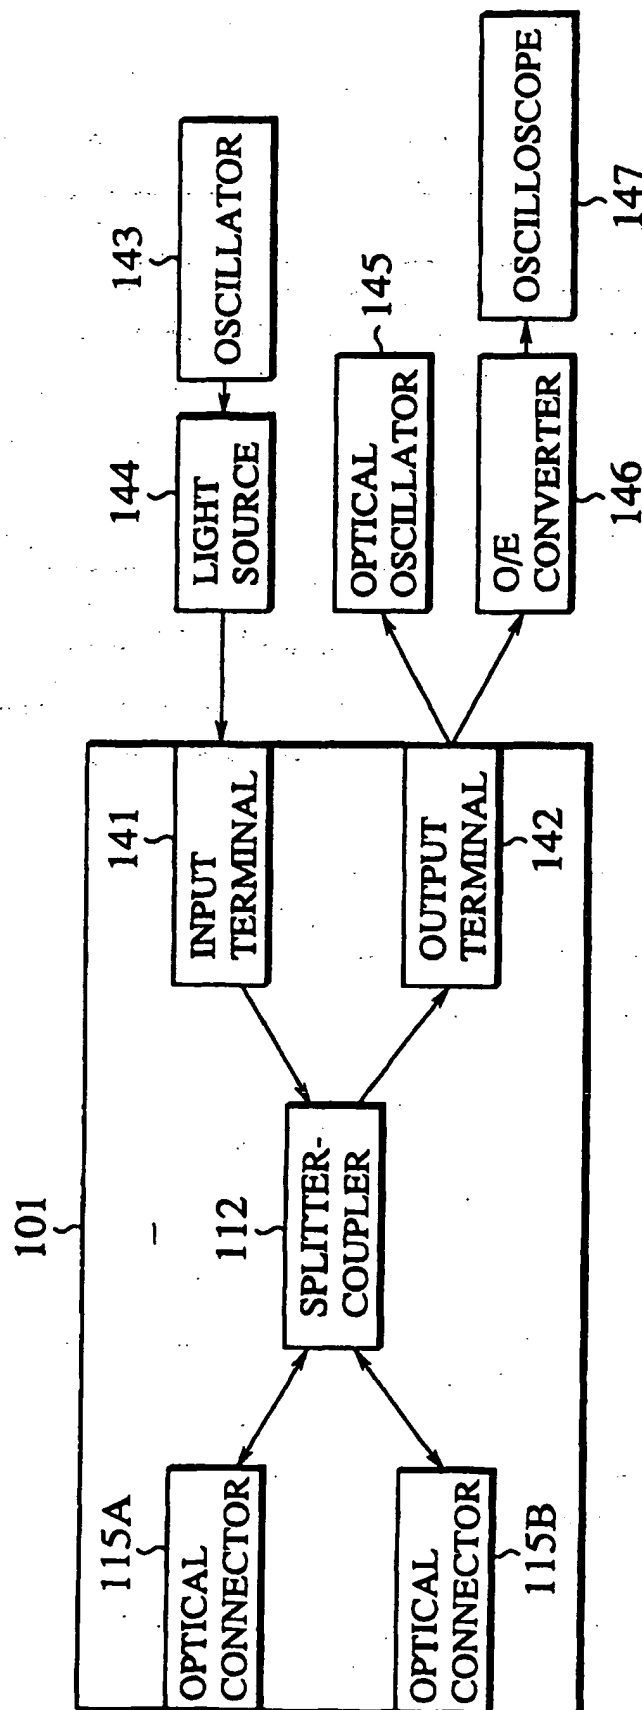 101
115A
OPTICAL
CONNECTOR
OPTICAL
CONNECTOR
115B
112
SPLITTER-
COUPLER
141
INPUT
TERMINAL
OUTPUT
TERMINAL
142
144
LIGHT
SOURCE
143
OSCILLATOR
145
OPTICAL
OSCILLATOR
O/E
CONVERTER
146
OSCILLOSCOPE
147